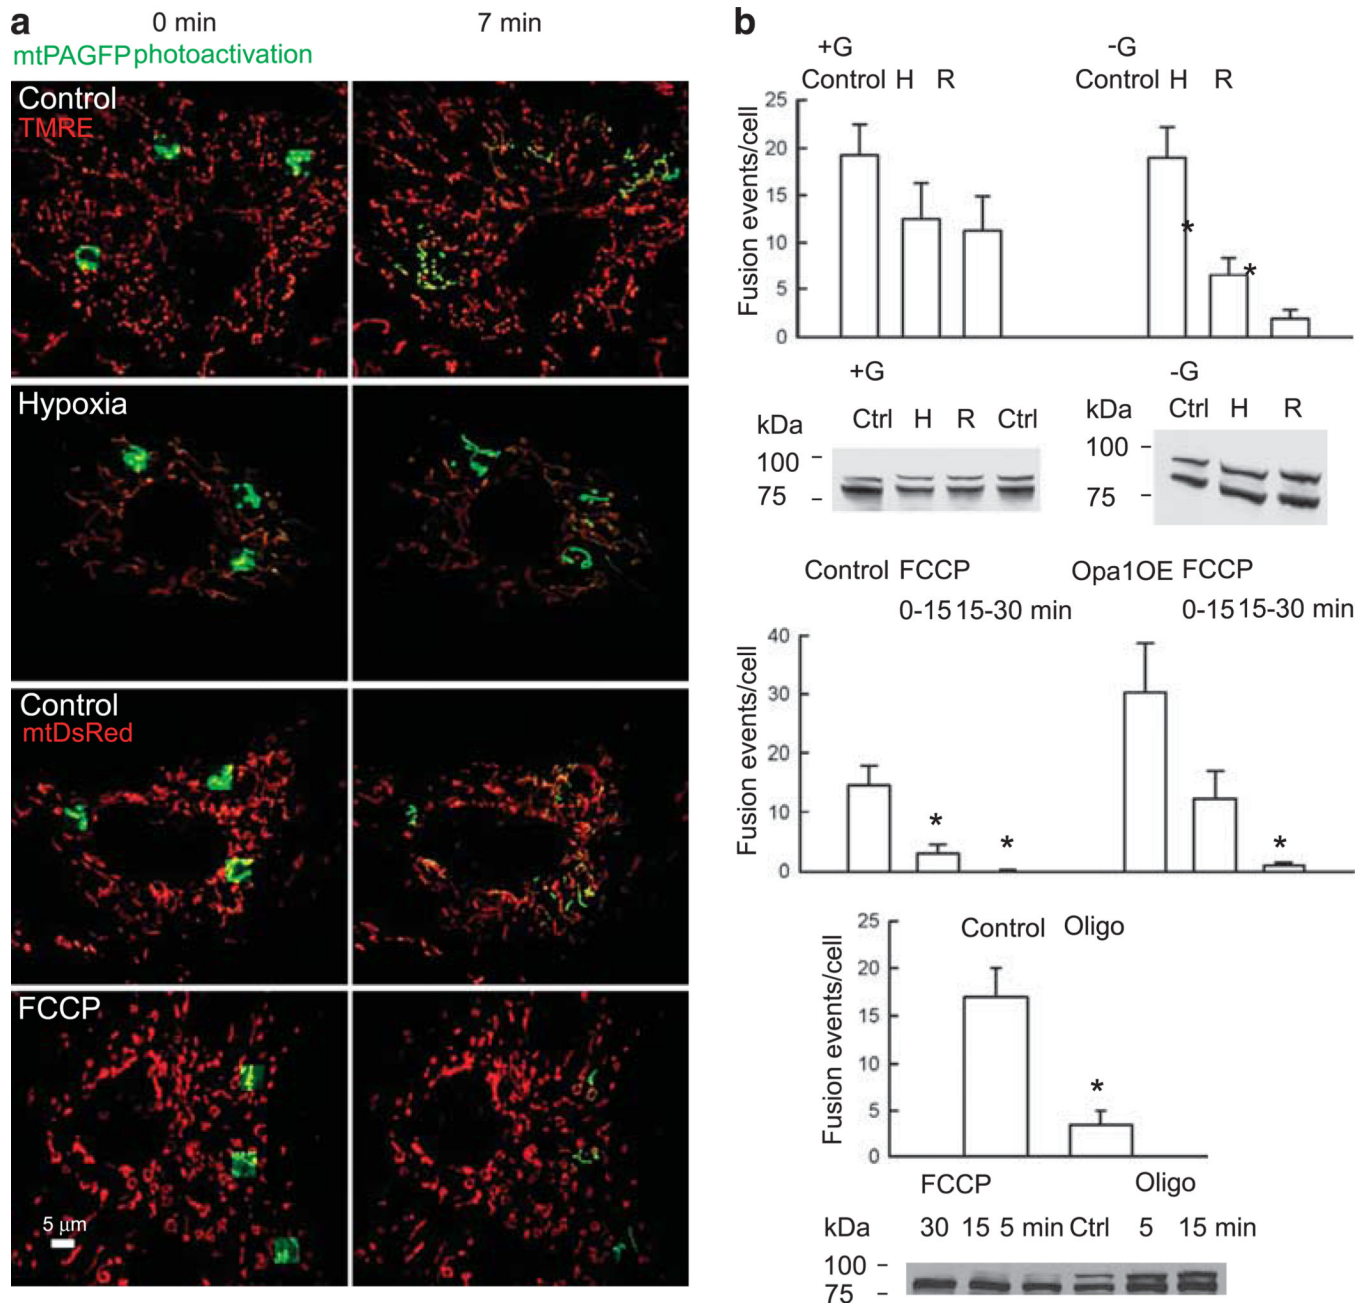 a
0 min 7 min
mtPAGFP photoactivation
Control
TMRE
Hypoxia
Control
mtDsRed
FCCP
5 µm
b
+G -G
Control H R Control H R
Fusion events/cell
25
20
15
10
5
0
*
*
+G -G
kDa Ctrl H R Ctrl
100
75
kDa Ctrl H R
100
75
Control FCCP Opa1OE FCCP
0-15 15-30 min 0-15 15-30 min
Fusion events/cell
40
30
20
10
0
* * *
Control Oligo
Fusion events/cell
25
20
15
10
5
0
*
FCCP Oligo
kDa 30 15 5 min Ctrl 5 15 min
100
75